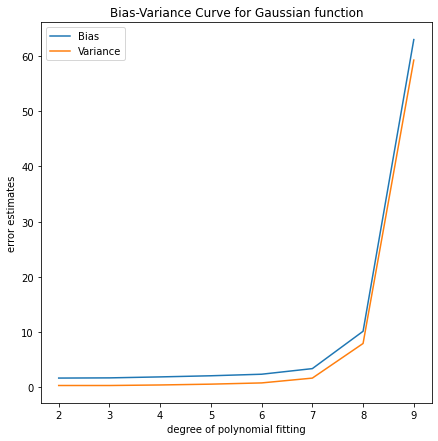 Bias-Variance Curve for Gaussian function
Bias
Variance
error estimates
60
50
40
30
20
10
0
2 3 4 5 6 7 8 9
degree of polynomial fitting